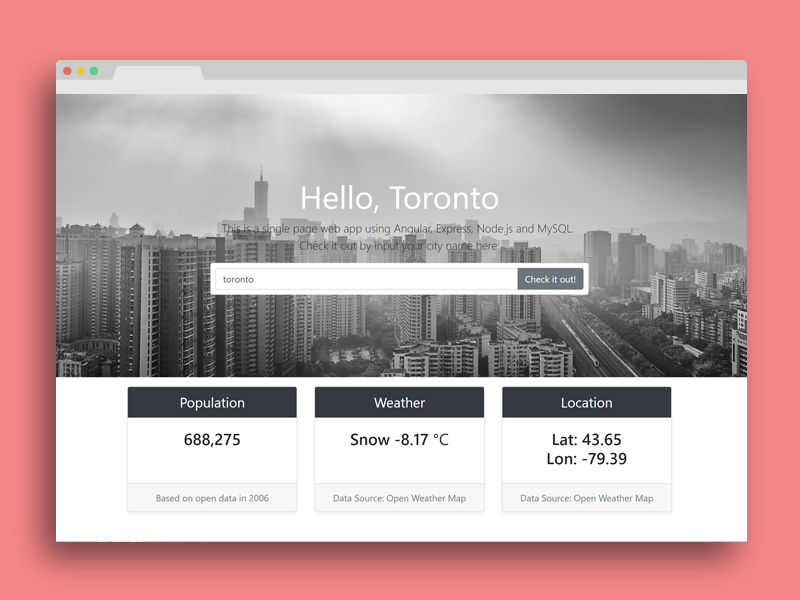 Hello, Toronto
This is a single page web app using Angular, Express, Node.js and MySQL.
Check it out by input your city name here:
toronto
Check it out!
Population
688,275
Based on open data in 2006
Weather
Snow -8.17 °C
Data Source: Open Weather Map
Location
Lat: 43.65
Lon: -79.39
Data Source: Open Weather Map